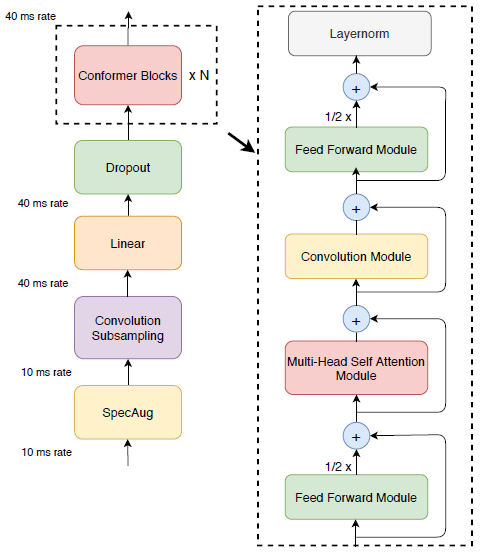 40 ms rate
Conformer Blocks
x N
Dropout
40 ms rate
Linear
40 ms rate
Convolution
Subsampling
10 ms rate
SpecAug
10 ms rate
Layernorm
+
1/2 x
Feed Forward Module
+
Convolution Module
+
Multi-Head Self Attention
Module
+
1/2 x
Feed Forward Module